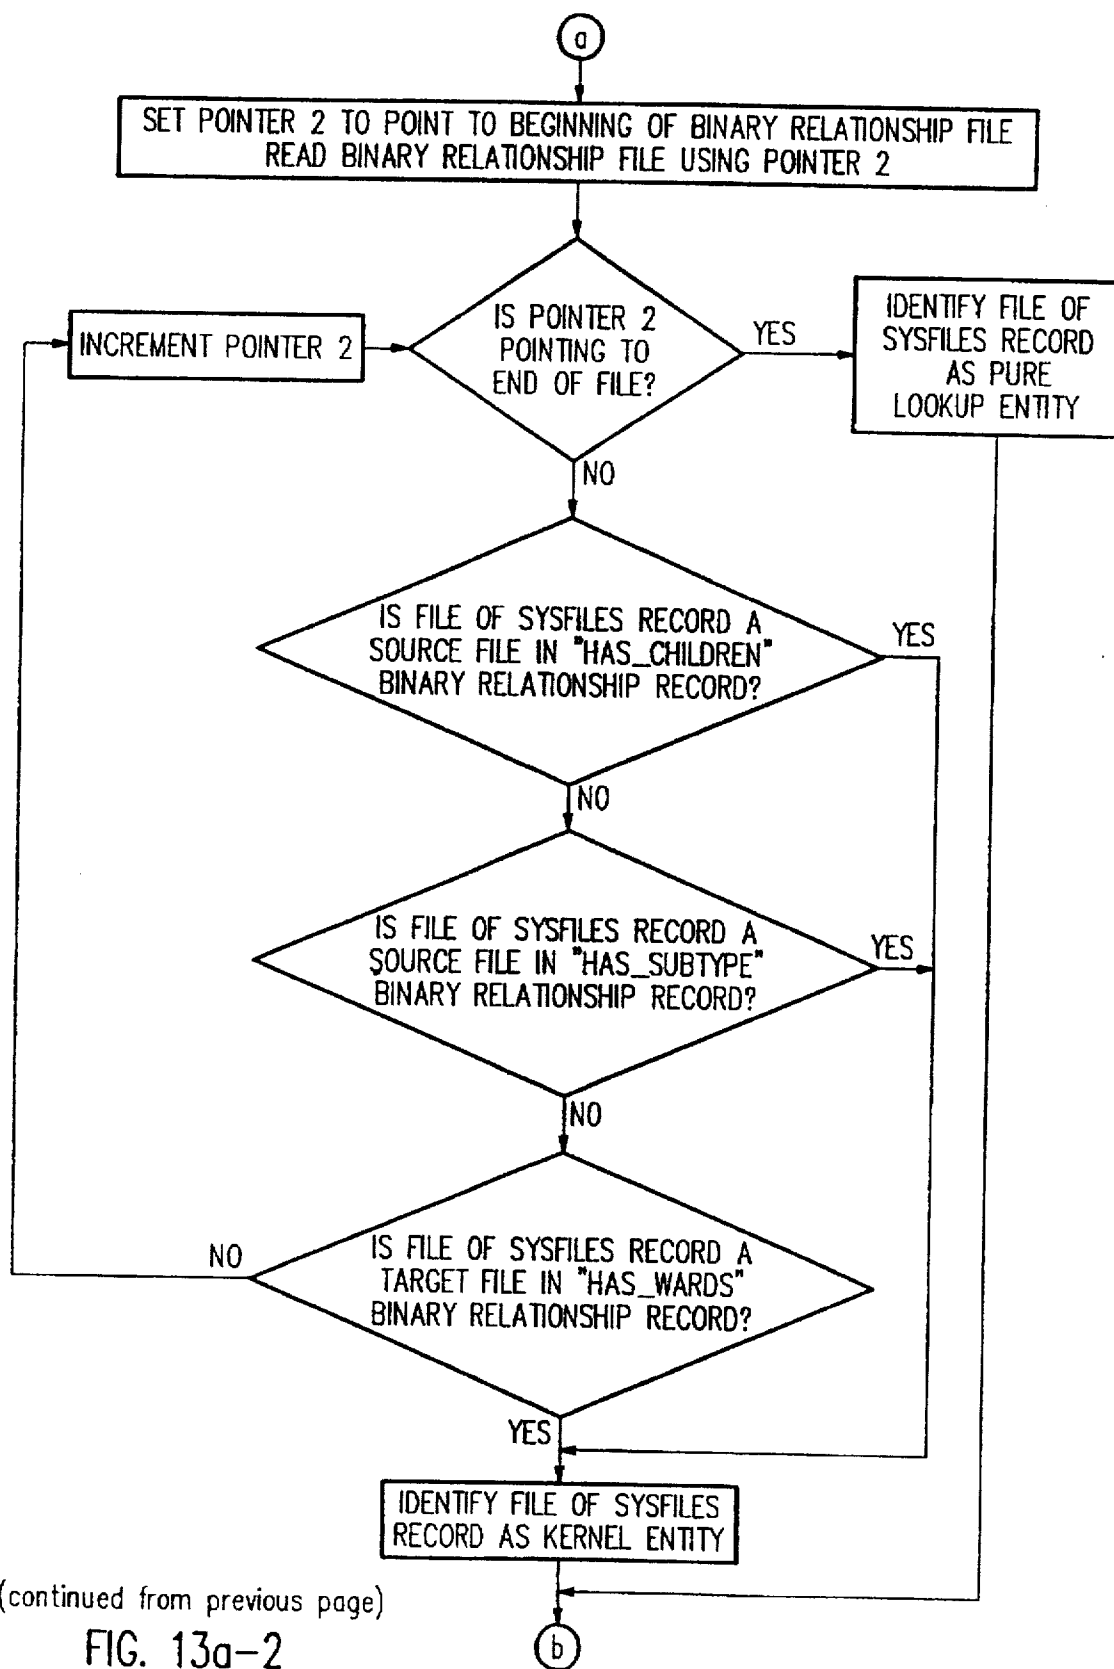 a
SET POINTER 2 TO POINT TO BEGINNING OF BINARY RELATIONSHIP FILE
READ BINARY RELATIONSHIP FILE USING POINTER 2
INCREMENT POINTER 2
IS POINTER 2
POINTING TO
END OF FILE?
YES
IDENTIFY FILE OF
SYSFILES RECORD
AS PURE
LOOKUP ENTITY
NO
IS FILE OF SYSFILES RECORD A
SOURCE FILE IN "HAS_CHILDREN"
BINARY RELATIONSHIP RECORD?
YES
NO
IS FILE OF SYSFILES RECORD A
SOURCE FILE IN "HAS_SUBTYPE"
BINARY RELATIONSHIP RECORD?
YES
NO
IS FILE OF SYSFILES RECORD A
TARGET FILE IN "HAS_WARDS"
BINARY RELATIONSHIP RECORD?
NO
YES
IDENTIFY FILE OF SYSFILES
RECORD AS KERNEL ENTITY
(continued from previous page)
FIG. 13a-2
b